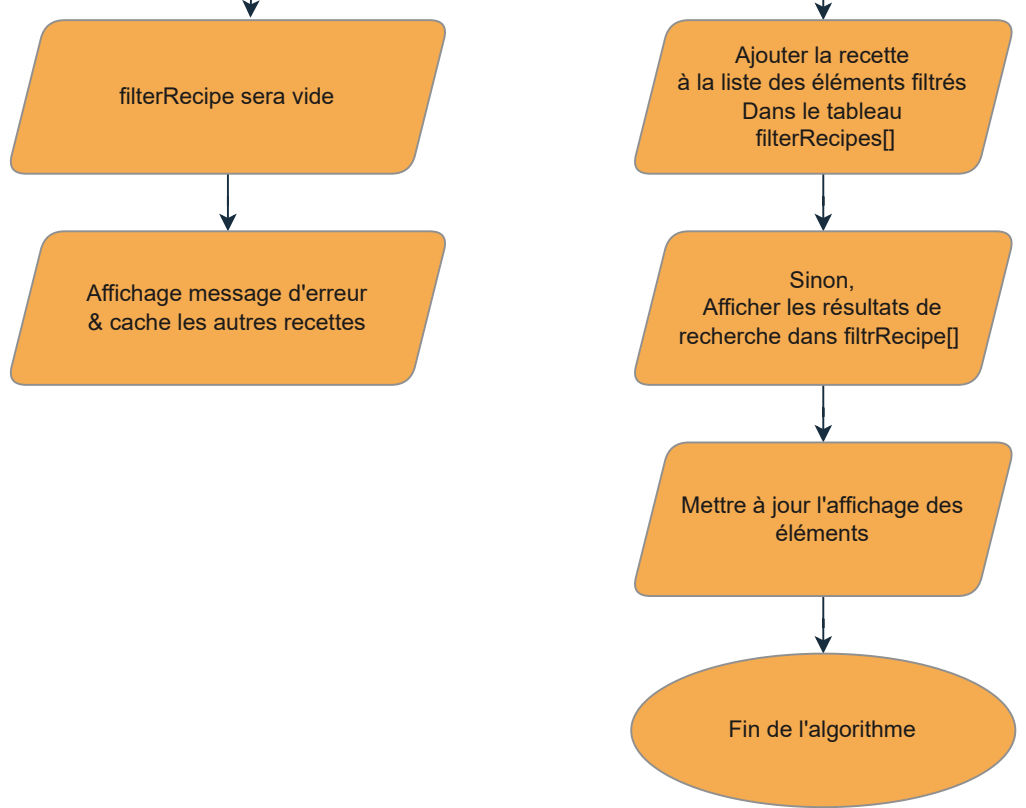 filterRecipe sera vide
Affichage message d'erreur
& cache les autres recettes
Ajouter la recette
à la liste des éléments filtrés
Dans le tableau
filterRecipes[]
Sinon,
Afficher les résultats de
recherche dans filtrRecipe[]
Mettre à jour l'affichage des
éléments
Fin de l'algorithme